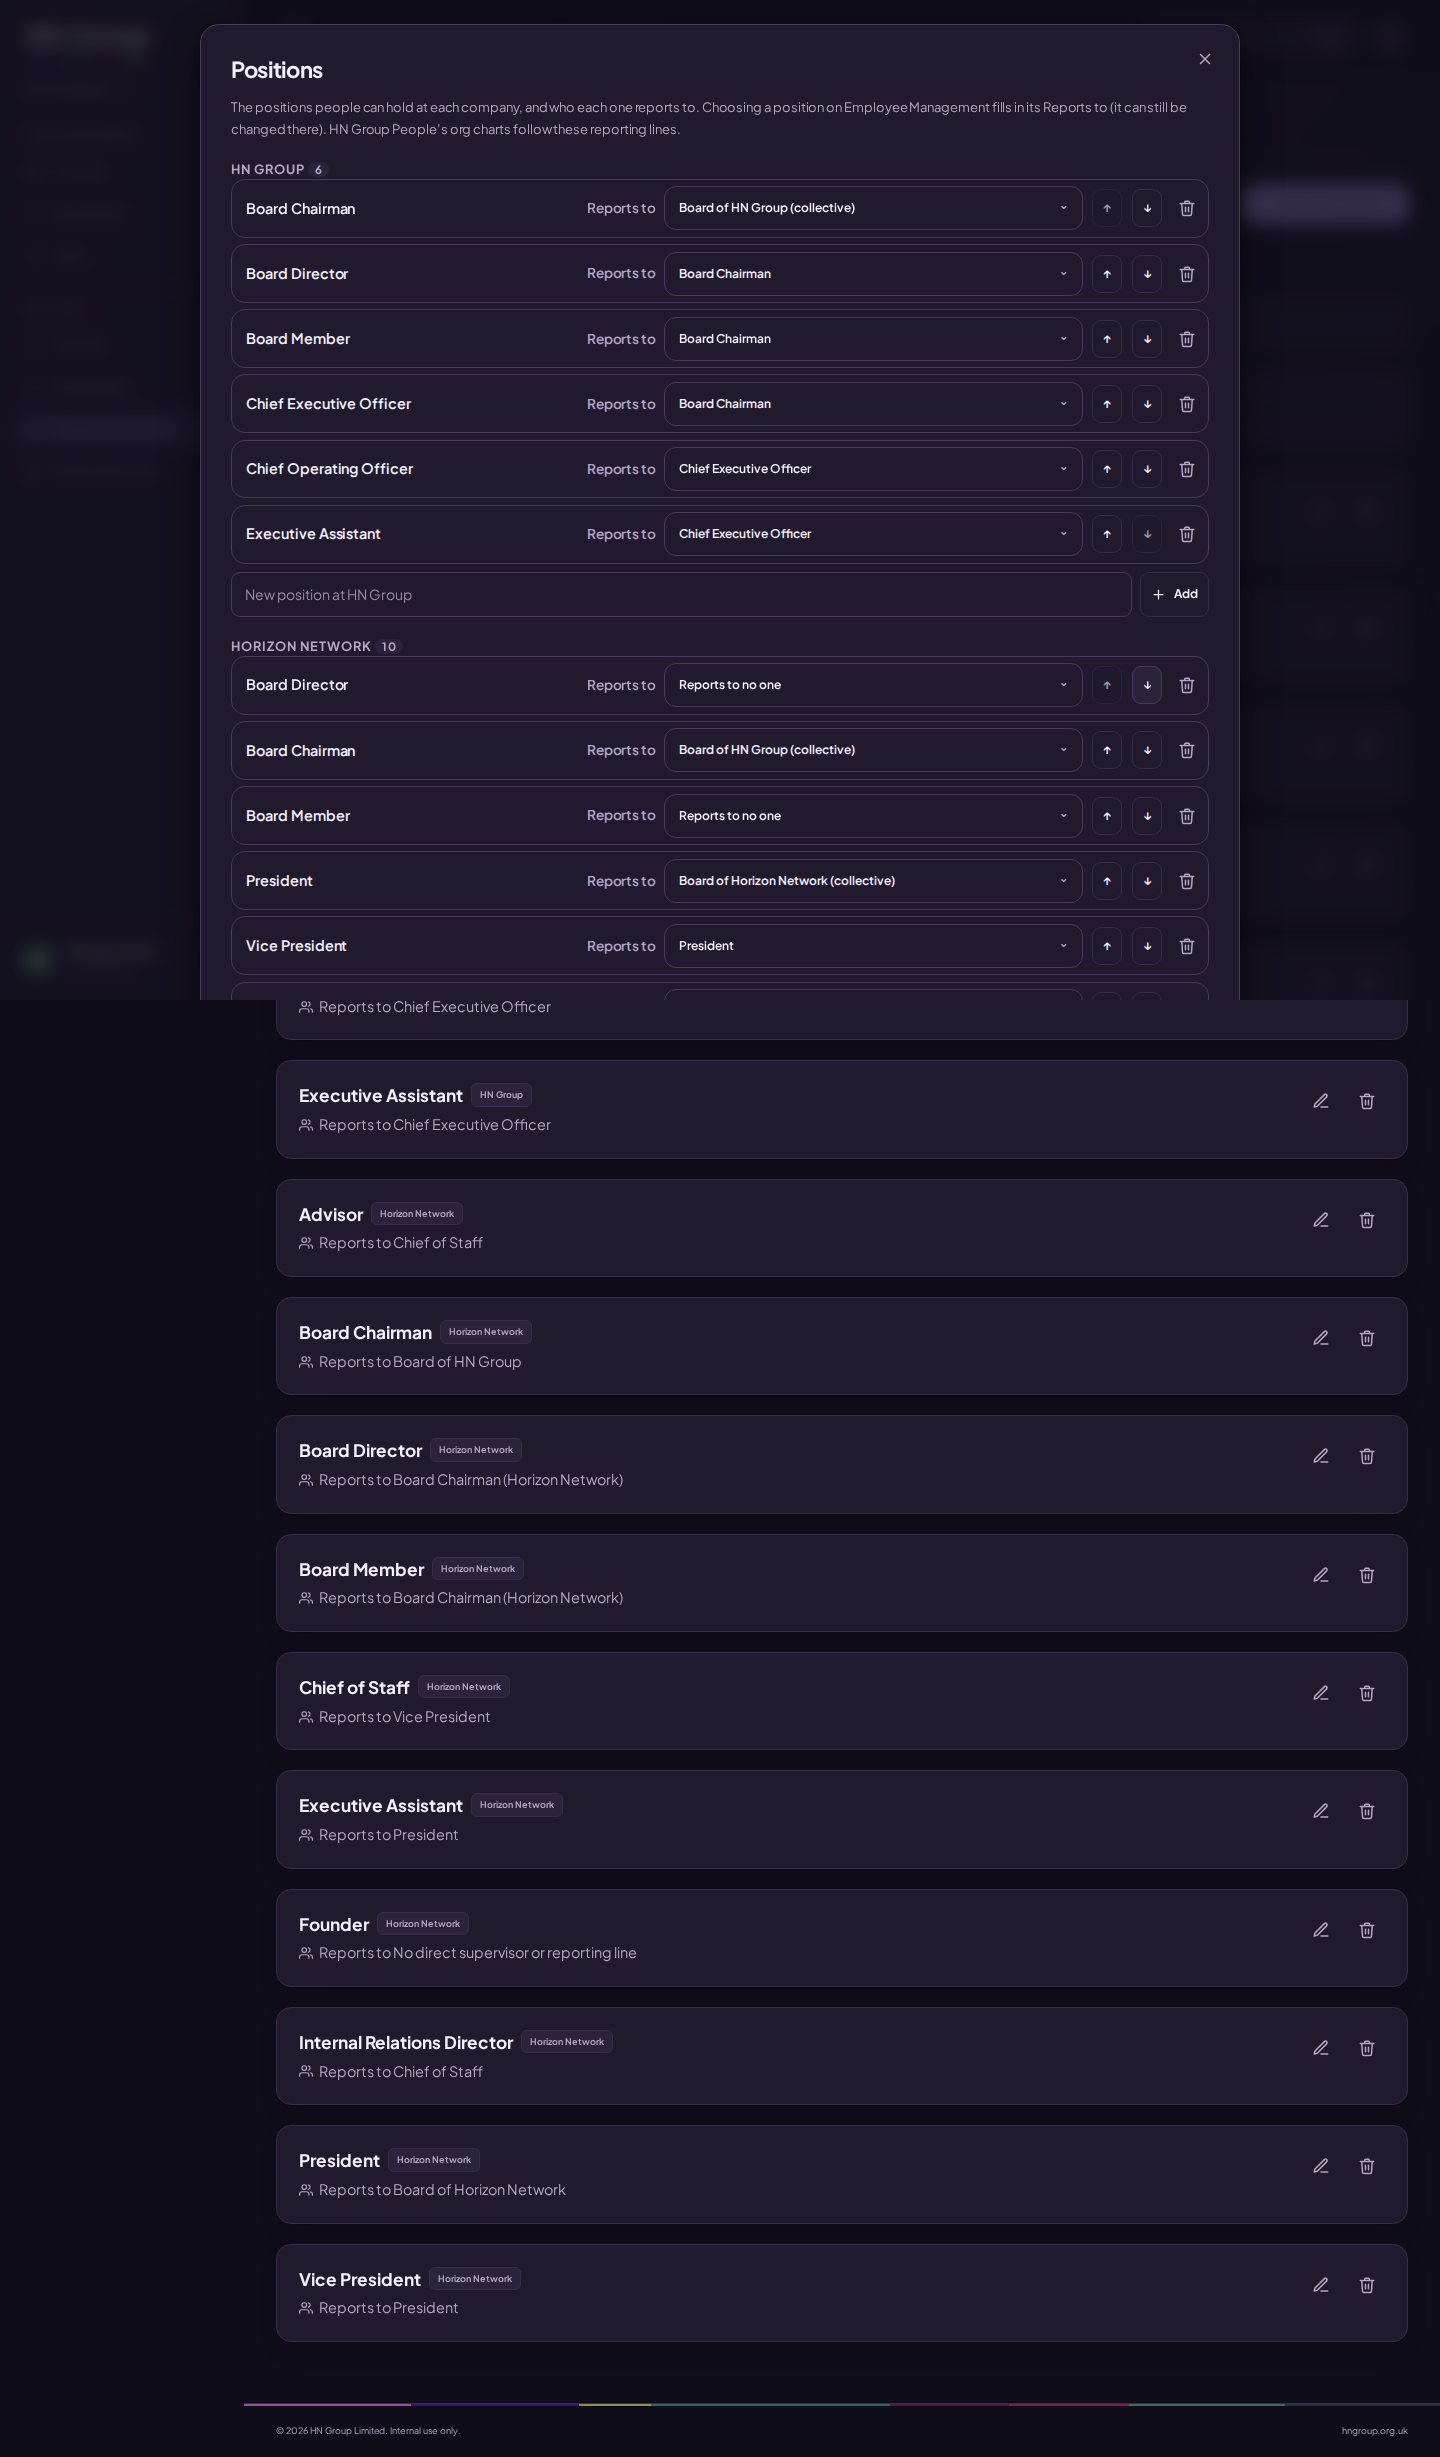 Positions
The positions people can hold at each company, and who each one reports to. Choosing a position on Employee Management fills in its Reports to (it can still be
changed there). HN Group People's org charts follow these reporting lines.
HN GROUP 6
Board Chairman Reports to Board of HN Group (collective)
Board Director Reports to Board Chairman
Board Member Reports to Board Chairman
Chief Executive Officer Reports to Board Chairman
Chief Operating Officer Reports to Chief Executive Officer
Executive Assistant Reports to Chief Executive Officer
New position at HN Group Add
HORIZON NETWORK 10
Board Director Reports to Reports to no one
Board Chairman Reports to Board of HN Group (collective)
Board Member Reports to Reports to no one
President Reports to Board of Horizon Network (collective)
Vice President Reports to President
Reports to Chief Executive Officer
Executive Assistant HN Group
Reports to Chief Executive Officer
Advisor Horizon Network
Reports to Chief of Staff
Board Chairman Horizon Network
Reports to Board of HN Group
Board Director Horizon Network
Reports to Board Chairman (Horizon Network)
Board Member Horizon Network
Reports to Board Chairman (Horizon Network)
Chief of Staff Horizon Network
Reports to Vice President
Executive Assistant Horizon Network
Reports to President
Founder Horizon Network
Reports to No direct supervisor or reporting line
Internal Relations Director Horizon Network
Reports to Chief of Staff
President Horizon Network
Reports to Board of Horizon Network
Vice President Horizon Network
Reports to President
© 2026 HN Group Limited. Internal use only. hngroup.org.uk